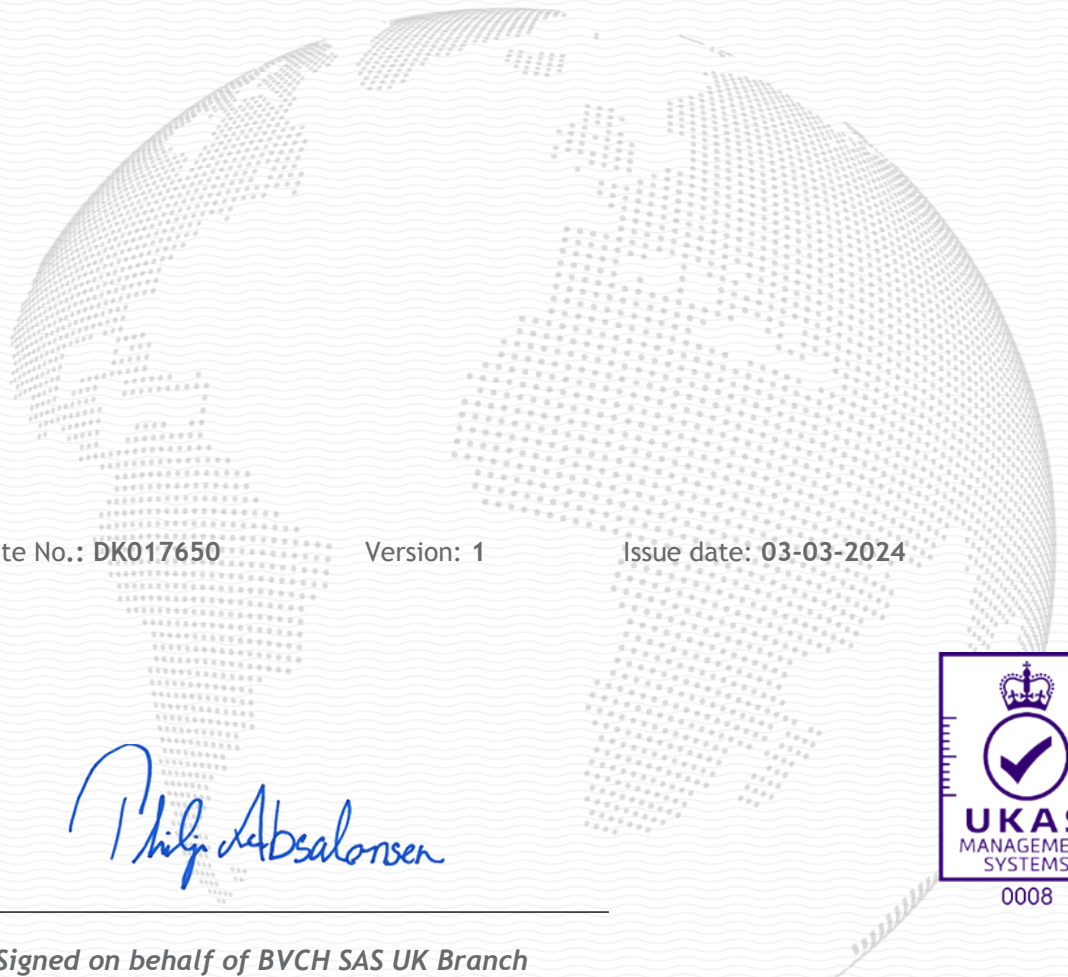 te No.: DK017650 Version: 1 Issue date: 03-03-2024
Philip Absalonsen
UKAS
MANAGEME
SYSTEMS
0008
Signed on behalf of BVCH SAS UK Branch